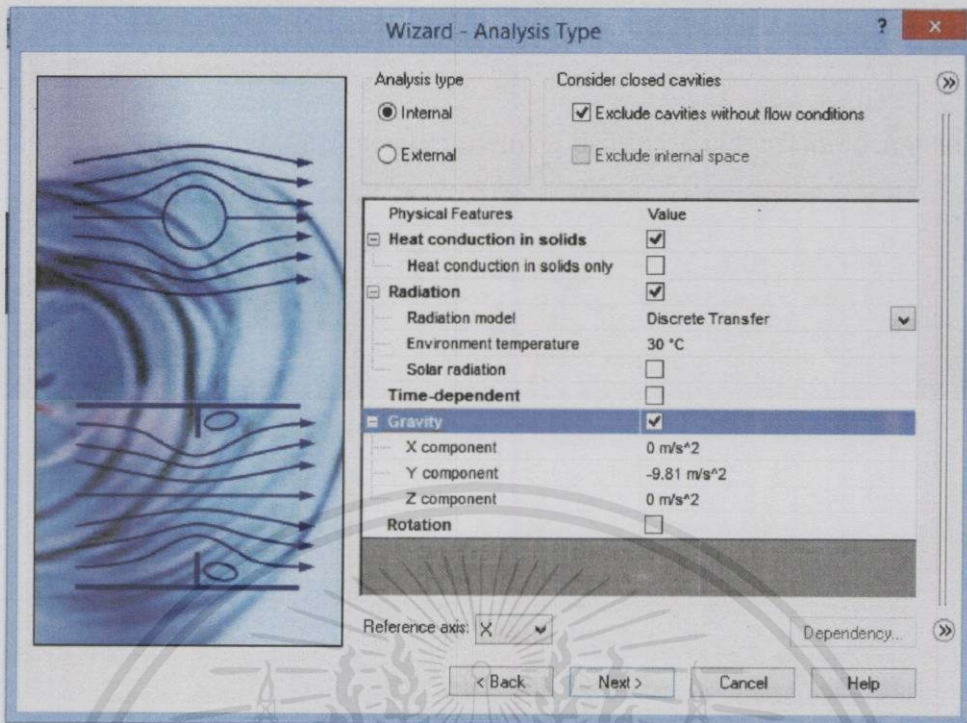 Wizard - Analysis Type
?
×
Analysis type
Internal
External
Consider closed cavities
Exclude cavities without flow conditions
Exclude internal space
Physical Features Value
Heat conduction in solids
Heat conduction in solids only
Radiation
Radiation model Discrete Transfer
Environment temperature 30 °C
Solar radiation
Time-dependent
Gravity
X component 0 m/s^2
Y component -9.81 m/s^2
Z component 0 m/s^2
Rotation
Reference axis: X
Dependency...
< Back Next > Cancel Help